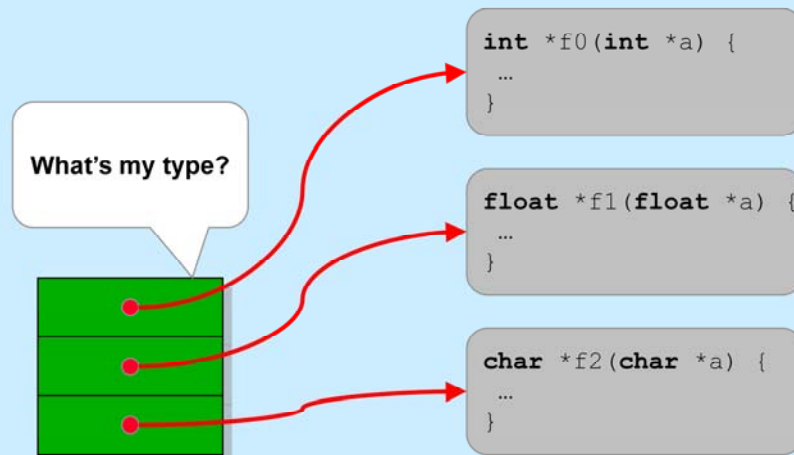 int *f0(int *a) {
…
}
What's my type?
float *f1(float *a) {
…
}
char *f2(char *a) {
…
}